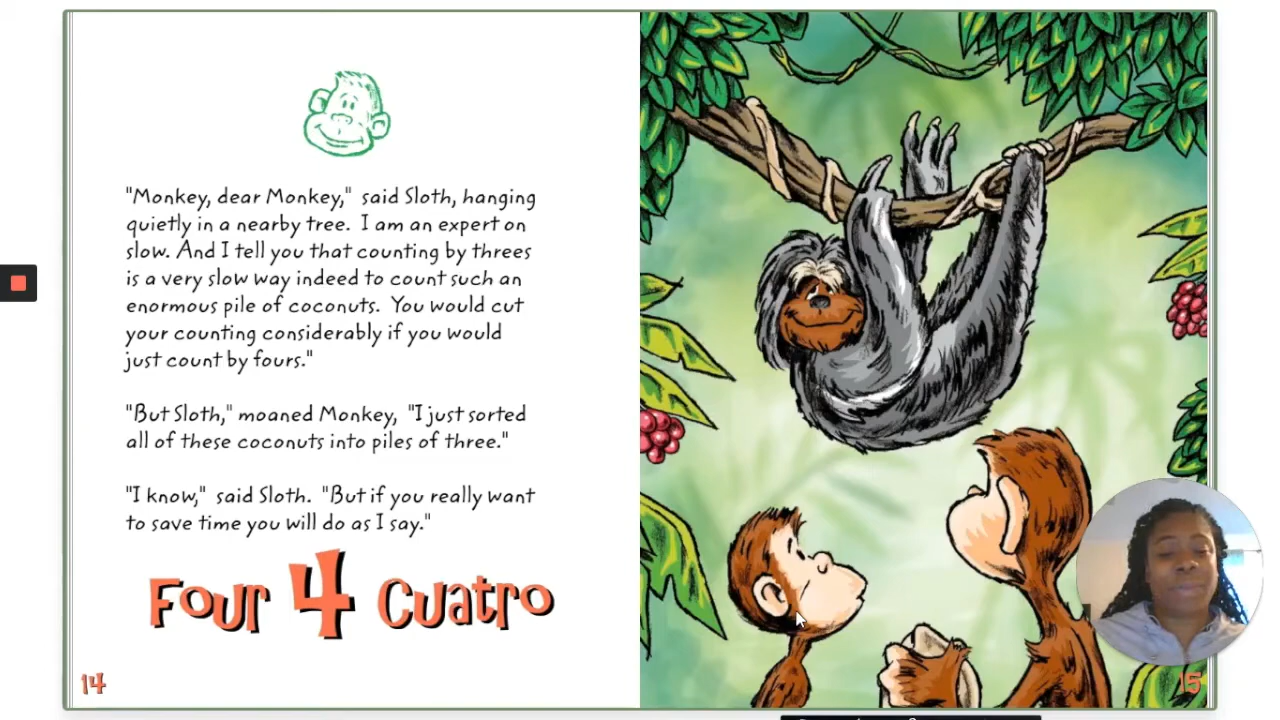 "Monkey, dear Monkey," said Sloth, hanging
quietly in a nearby tree. I am an expert on
slow. And I tell you that counting by threes
is a very slow way indeed to count such an
enormous pile of coconuts. You would cut
your counting considerably if you would
just count by fours."
"But Sloth," moaned Monkey, "I just sorted
all of these coconuts into piles of three."
"I know," said Sloth. "But if you really want
to save time you will do as I say."
Four 4 Cuatro
14
15